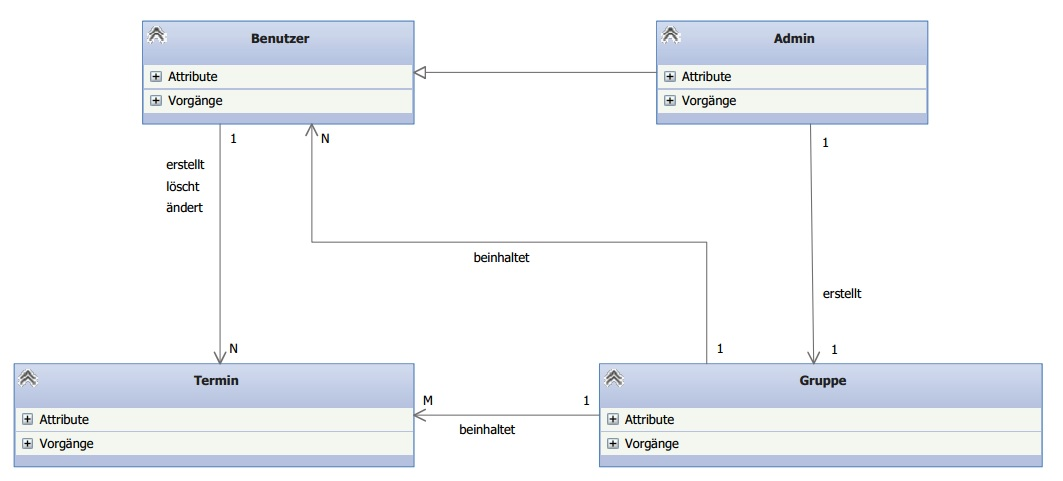 Benutzer
Attribute
Vorgänge
Admin
Attribute
Vorgänge
1
N
1
erstellt
löscht
ändert
beinhaltet
erstellt
N
1
1
Termin
Attribute
Vorgänge
M
1
beinhaltet
Gruppe
Attribute
Vorgänge